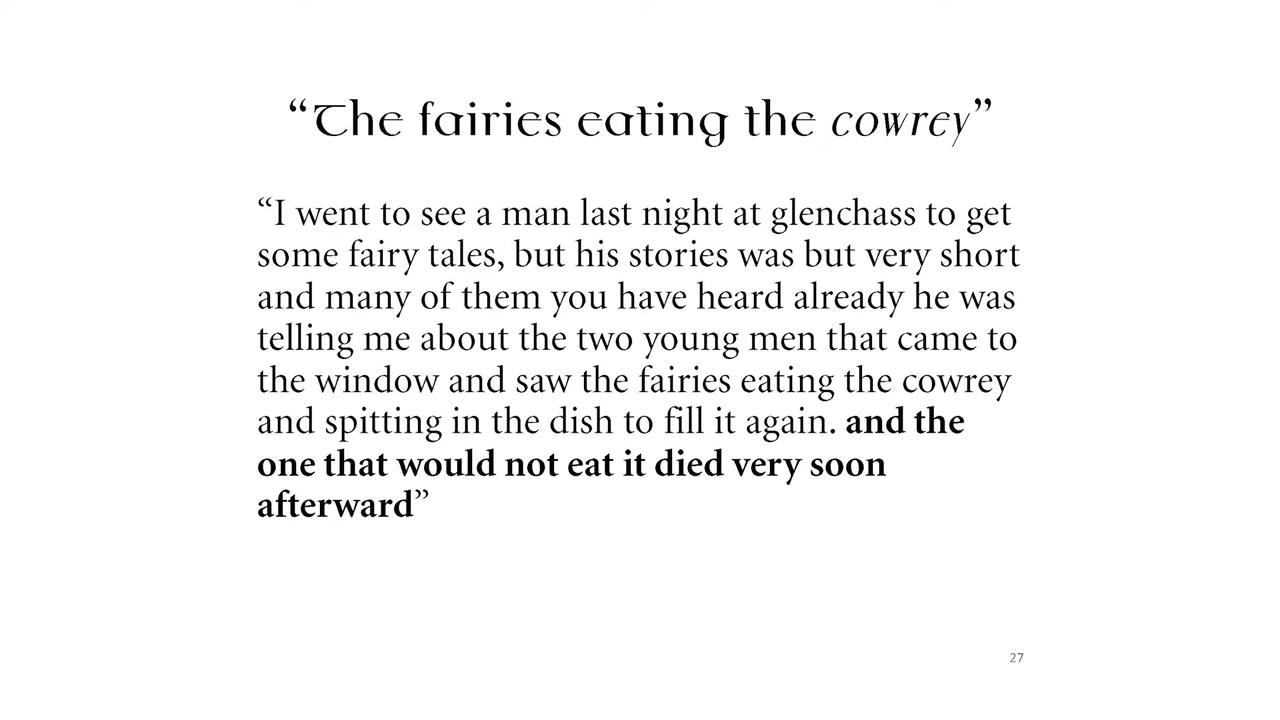 “The fairies eating the cowrey”
“I went to see a man last night at glenchass to get
some fairy tales, but his stories was but very short
and many of them you have heard already he was
telling me about the two young men that came to
the window and saw the fairies eating the cowrey
and spitting in the dish to fill it again. and the
one that would not eat it died very soon
afterward”
27